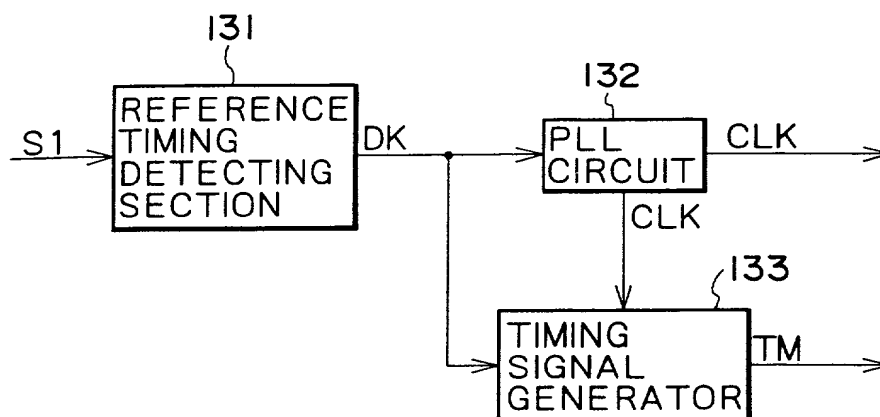 131
REFERENCE
TIMING
DETECTING
SECTION
S1
DK
132
PLL
CIRCUIT
CLK
CLK
133
TIMING
SIGNAL
GENERATOR
TM